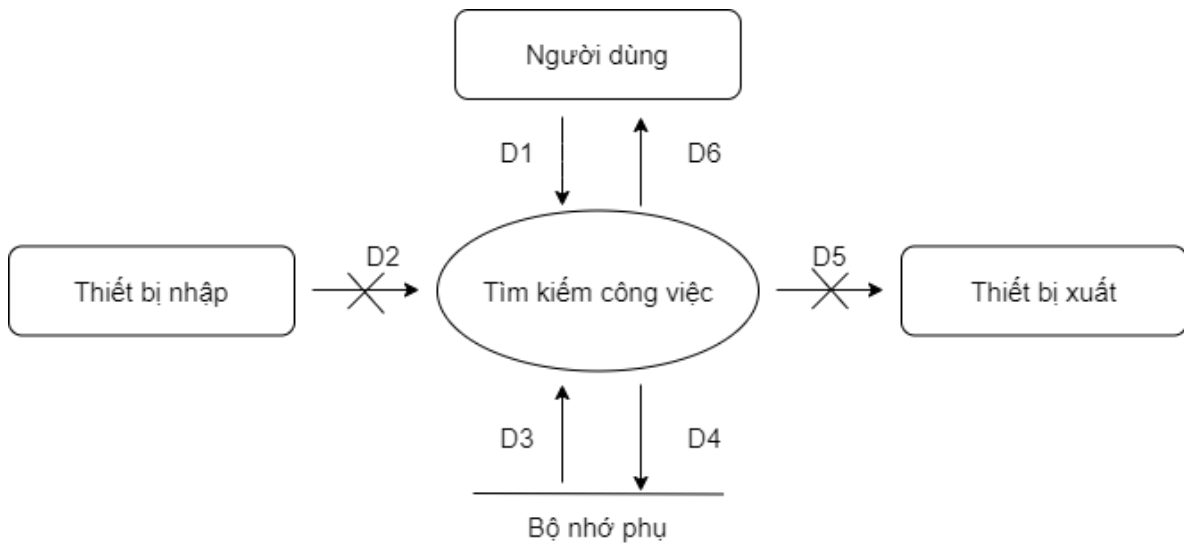 Người dùng
D1
D6
D2
D5
Thiết bị nhập
Tìm kiếm công việc
Thiết bị xuất
D3
D4
Bộ nhớ phụ